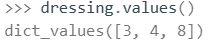 >>> dressing.values()
dict_values([3, 4, 8])